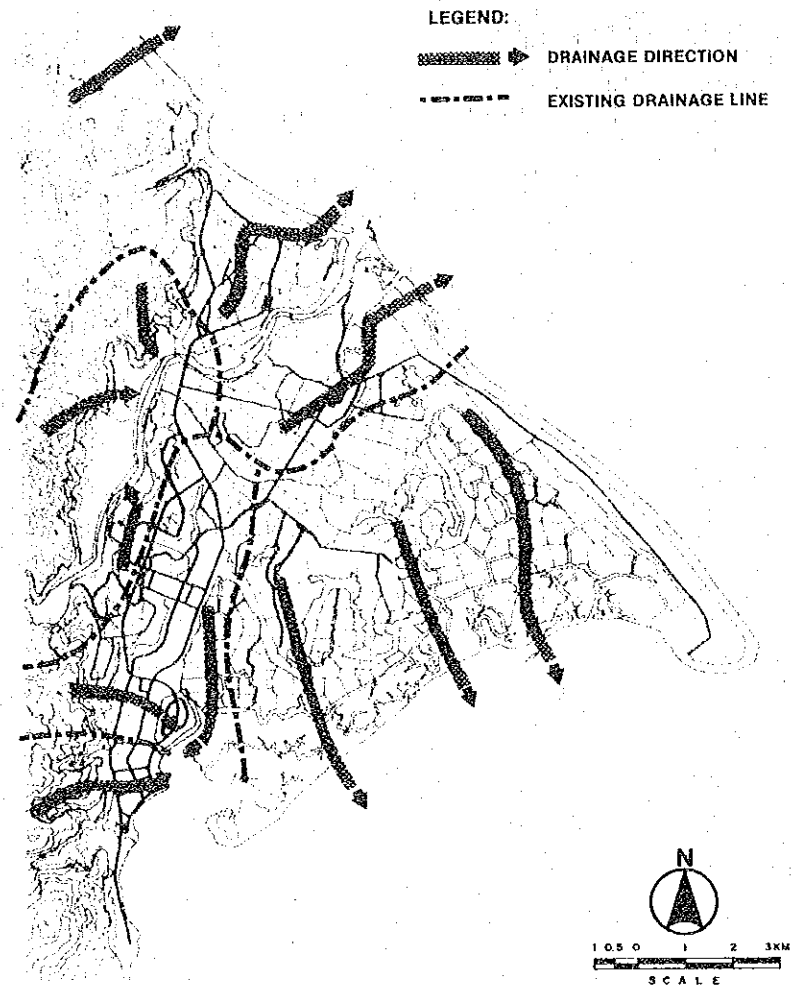 LEGEND:
DRAINAGE DIRECTION
EXISTING DRAINAGE LINE
N
1 0.5 0 1 2 3KM
SCALE